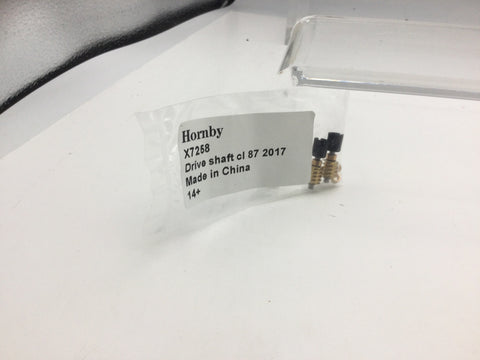 Hornby
X7258
Drive shaft cl 87 2017
Made in China
14+